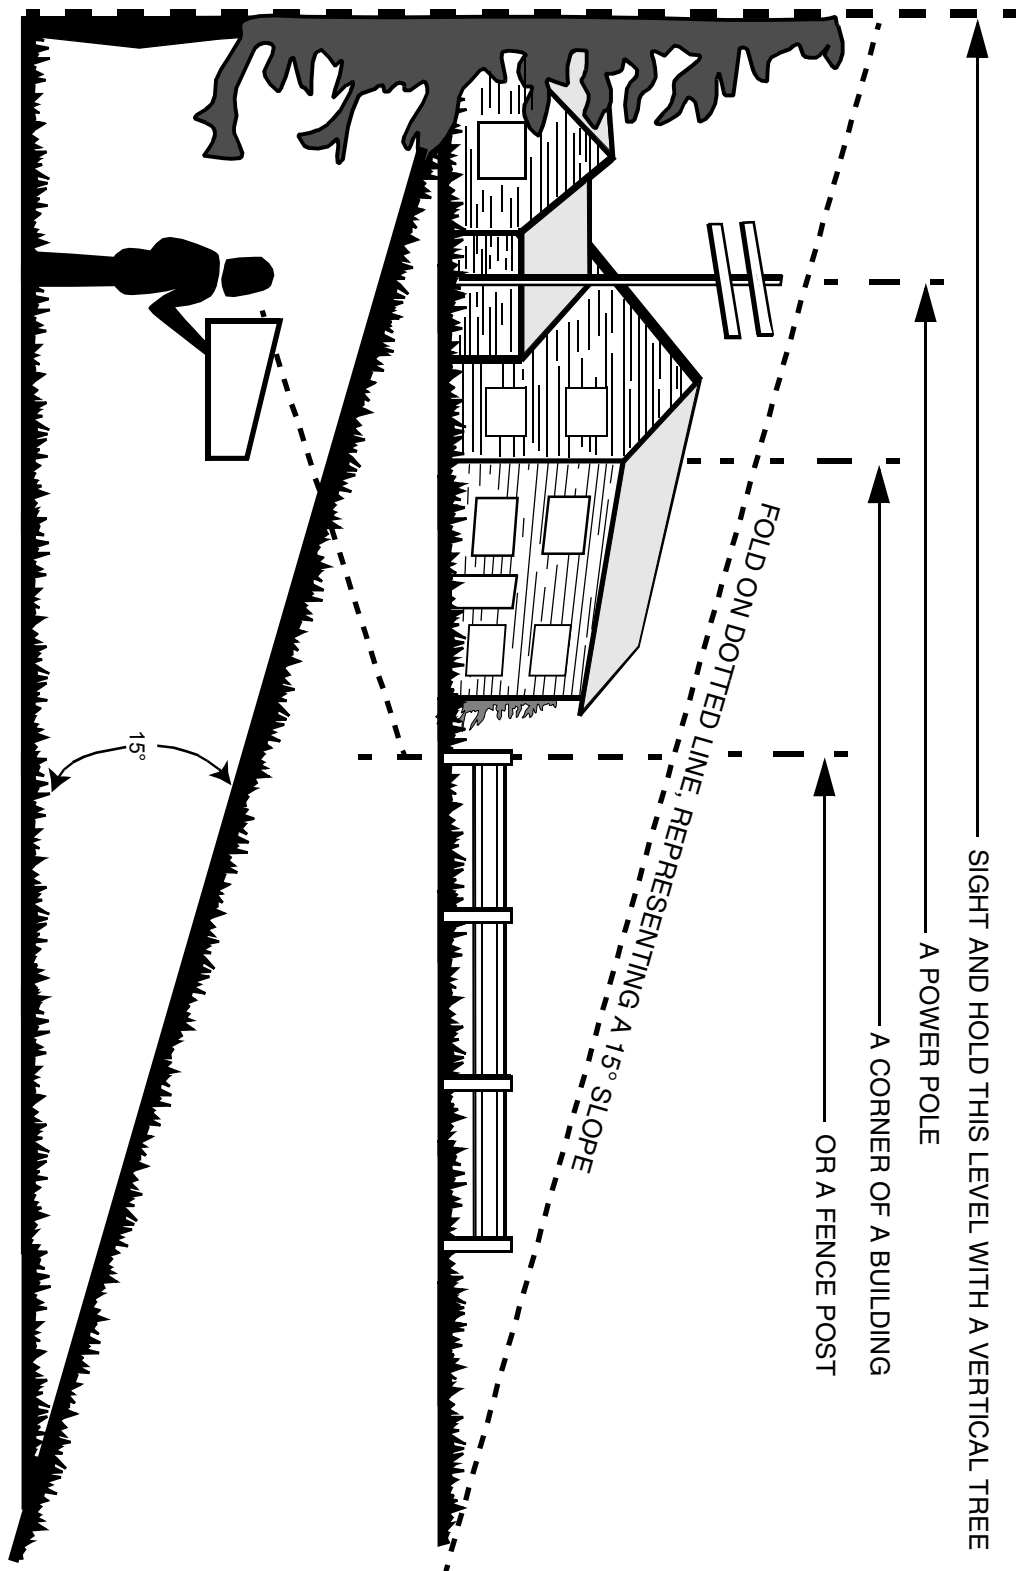 SIGHT AND HOLD THIS LEVEL WITH A VERTICAL TREE
A POWER POLE
A CORNER OF A BUILDING
OR A FENCE POST
FOLD ON DOTTED LINE, REPRESENTING A 15° SLOPE
15°